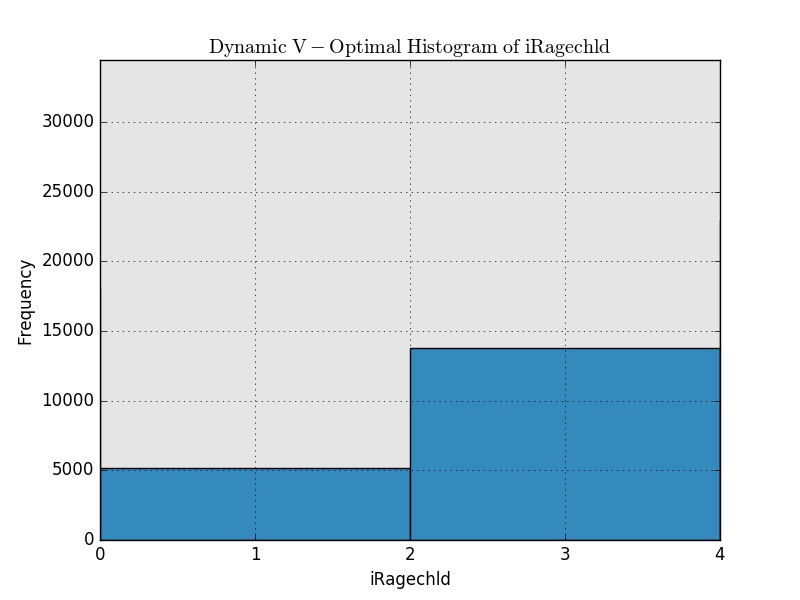 Dynamic V − Optimal Histogram of iRagechld
30000
25000
20000
15000
10000
5000
0
Frequency
0 1 2 3 4
iRagechld